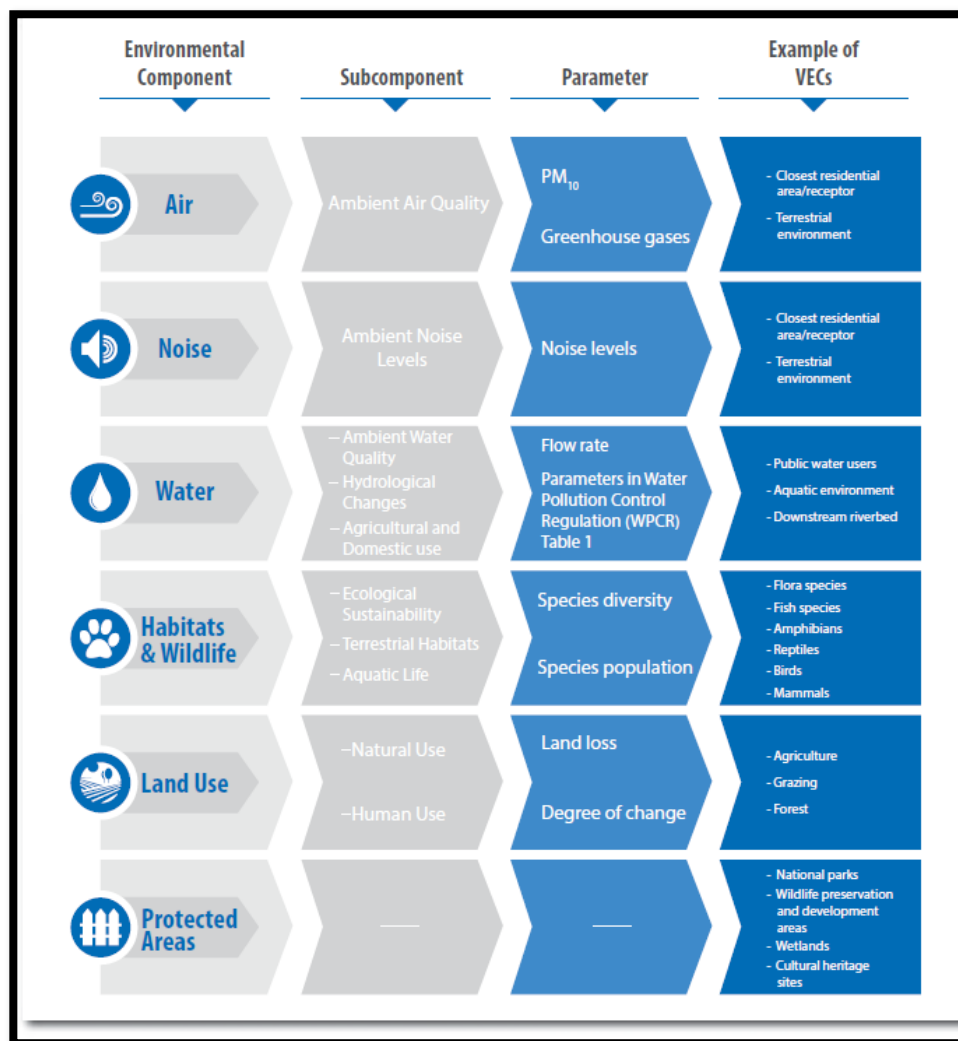 Environmental
Component
Subcomponent
Parameter
Example of
VECs
Air
Ambient Air Quality
PM10
Greenhouse gases
- Closest residential
area/receptor
- Terrestrial
environment
Noise
Ambient Noise
Levels
Noise levels
- Closest residential
area/receptor
- Terrestrial
environment
Water
– Ambient Water
Quality
– Hydrological
Changes
– Agricultural and
Domestic use
Flow rate
Parameters in Water
Pollution Control
Regulation (WPCR)
Table 1
- Public water users
- Aquatic environment
- Downstream riverbed
Habitats
& Wildlife
– Ecological
Sustainability
– Terrestrial Habitats
– Aquatic Life
Species diversity
Species population
- Flora species
- Fish species
- Amphibians
- Reptiles
- Birds
- Mammals
Land Use
–Natural Use
–Human Use
Land loss
Degree of change
- Agriculture
- Grazing
- Forest
Protected
Areas
——
——
- National parks
- Wildlife preservation
and development
areas
- Wetlands
- Cultural heritage
sites